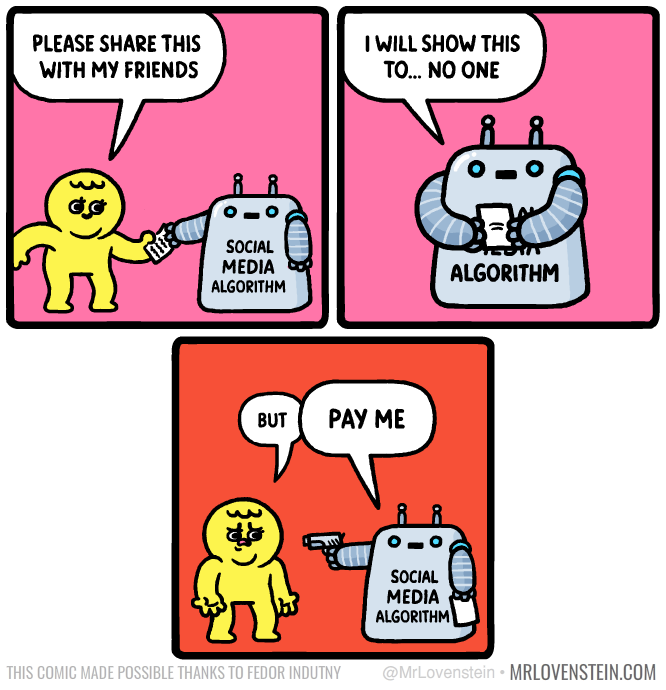 PLEASE SHARE THIS
WITH MY FRIENDS
SOCIAL
MEDIA
ALGORITHM
I WILL SHOW THIS
TO... NO ONE
MEDIA
ALGORITHM
BUT
PAY ME
SOCIAL
MEDIA
ALGORITHM
THIS COMIC MADE POSSIBLE THANKS TO FEDOR INDUTNY
@MrLovenstein • MRLOVENSTEIN.COM